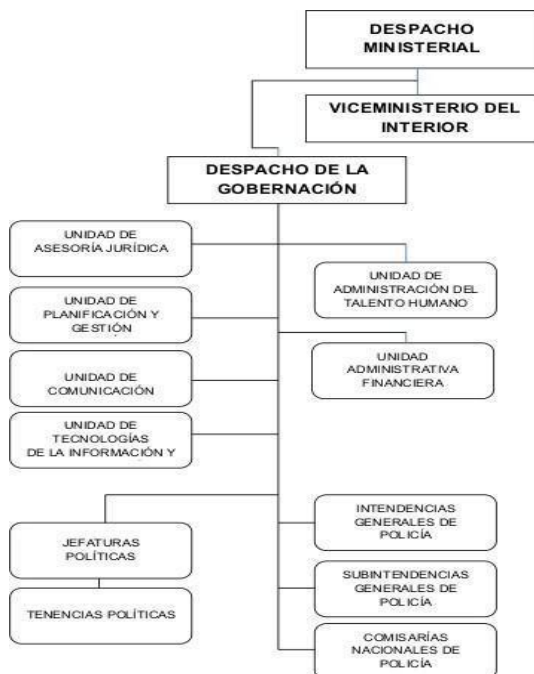 DESPACHO
MINISTERIAL
VICEMINISTERIO DEL
INTERIOR
DESPACHO DE LA
GOBERNACIÓN
UNIDAD DE
ASESORÍA JURÍDICA
UNIDAD DE
ADMINISTRACIÓN DEL
TALENTO HUMANO
UNIDAD DE
PLANIFICACIÓN Y
GESTIÓN
UNIDAD
ADMINISTRATIVA
FINANCIERA
UNIDAD DE
COMUNICACIÓN
UNIDAD DE
TECNOLOGÍAS
DE LA INFORMACIÓN Y
JEFATURAS
POLÍTICAS
TENENCIAS POLÍTICAS
INTENDENCIAS
GENERALES DE
POLICÍA
SUBINTENDENCIAS
GENERALES DE
POLICÍA
COMISARÍAS
NACIONALES DE
POLICÍA